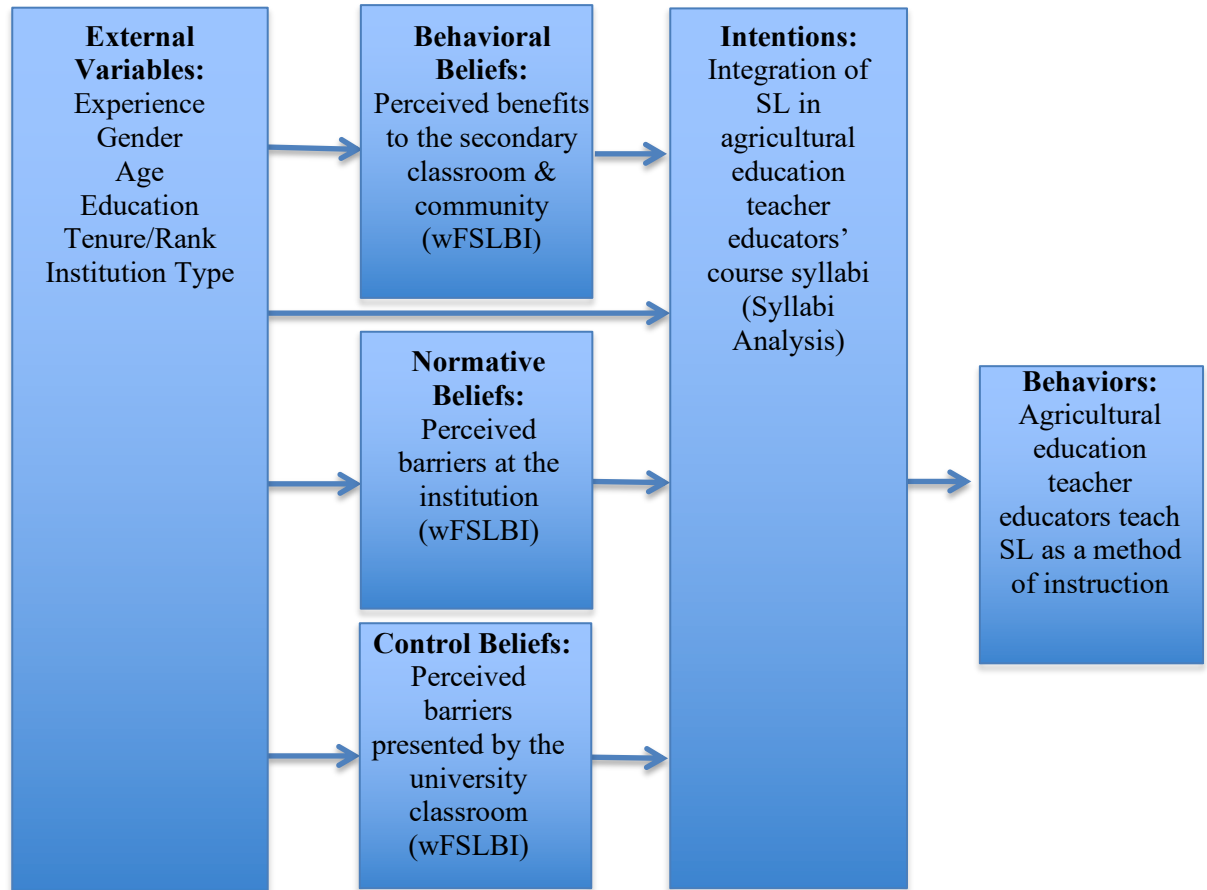 External
Variables:
Experience
Gender
Age
Education
Tenure/Rank
Institution Type
Behavioral
Beliefs:
Perceived benefits
to the secondary
classroom &
community
(wFSLBI)
Normative
Beliefs:
Perceived
barriers at the
institution
(wFSLBI)
Control Beliefs:
Perceived
barriers
presented by the
university
classroom
(wFSLBI)
Intentions:
Integration of
SL in
agricultural
education
teacher
educators’
course syllabi
(Syllabi
Analysis)
Behaviors:
Agricultural
education
teacher
educators teach
SL as a method
of instruction